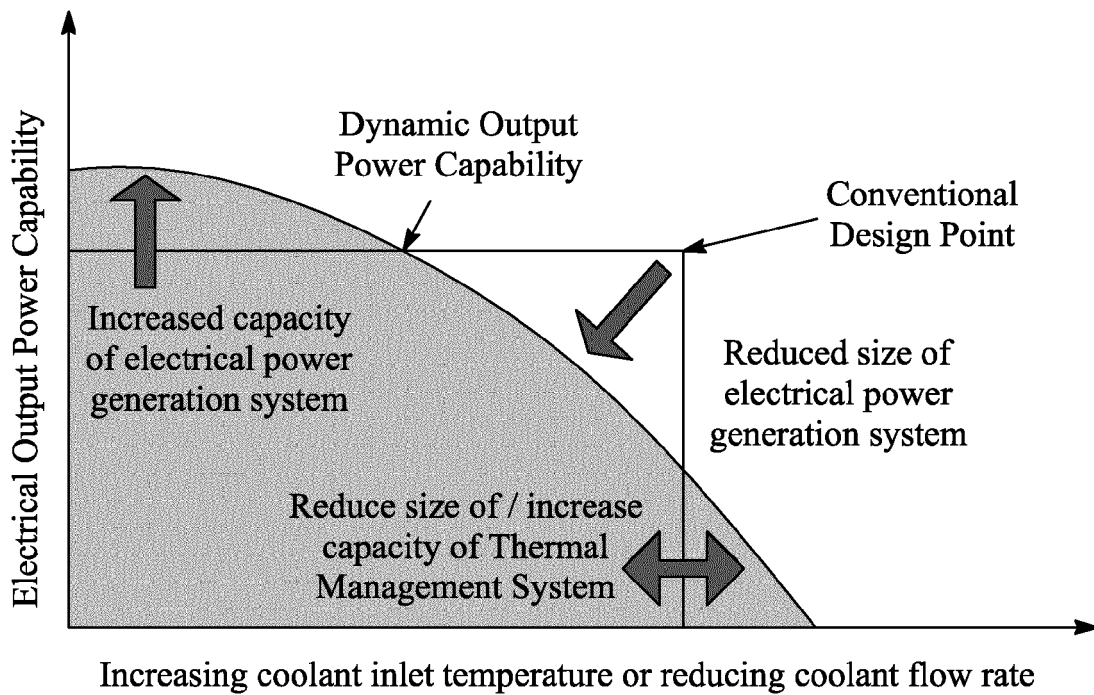 Electrical Output Power Capability
Dynamic Output
Power Capability
Conventional
Design Point
Increased capacity
of electrical power
generation system
Reduced size of
electrical power
generation system
Reduce size of / increase
capacity of Thermal
Management System
Increasing coolant inlet temperature or reducing coolant flow rate